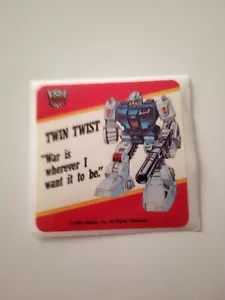 TWIN TWIST
"War is
wherever I
want it to be."